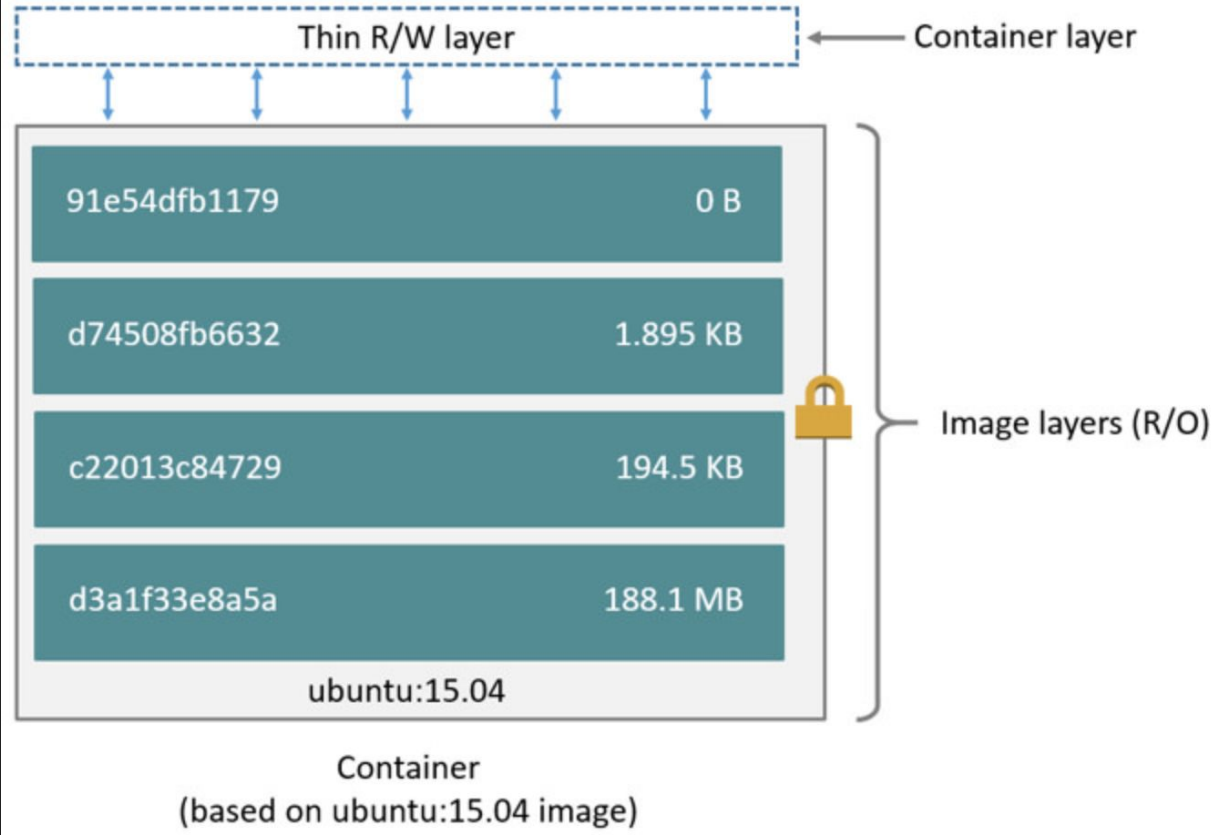 Thin R/W layer
Container layer
91e54dfb1179 0 B
d74508fb6632 1.895 KB
c22013c84729 194.5 KB
Image layers (R/O)
d3a1f33e8a5a 188.1 MB
ubuntu:15.04
Container
(based on ubuntu:15.04 image)